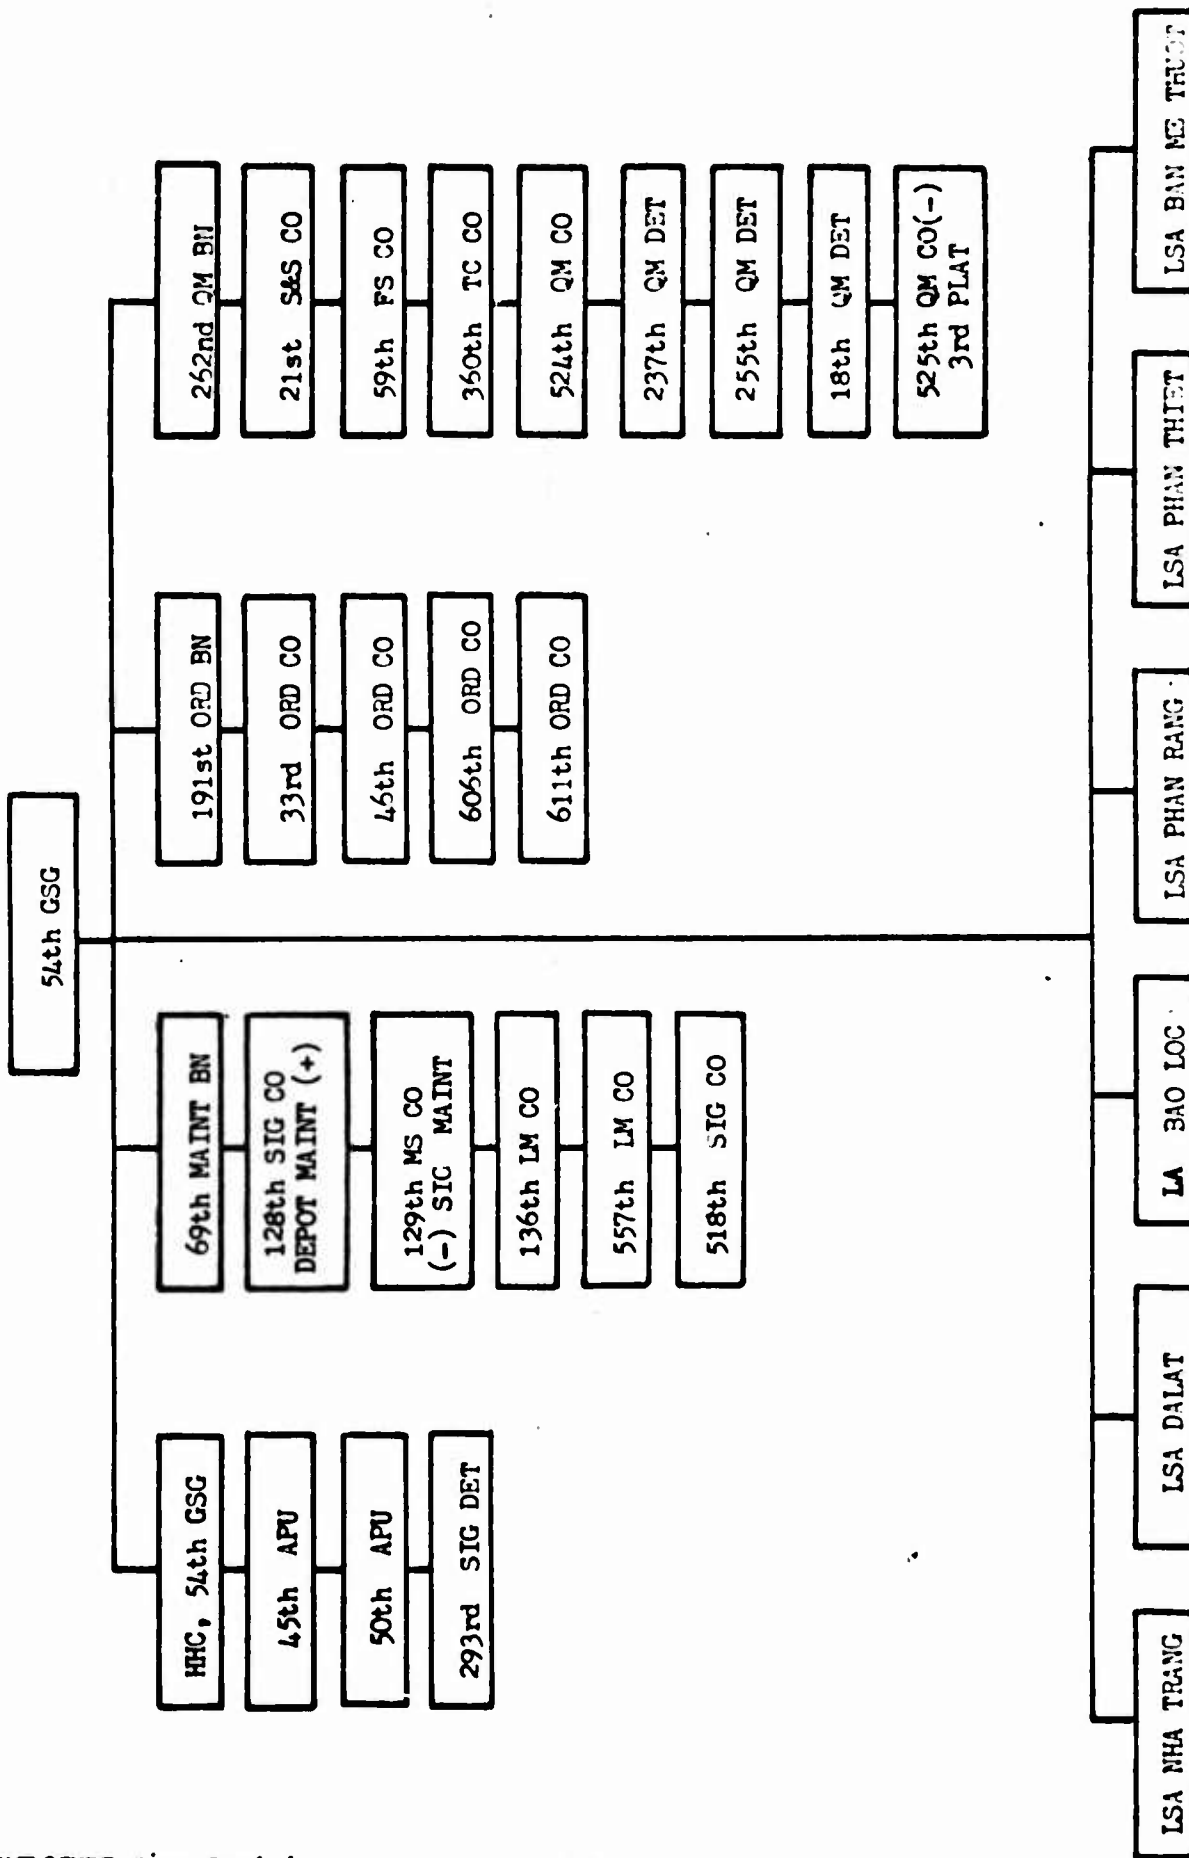 54th GSG
HHC, 54th GSG
45th APU
50th APU
293rd SIG DET
69th MAINT BN
128th SIG CO
DEPOT MAINT (+)
129th MS CO
(-) SIG MAINT
136th LM CO
557th LM CO
518th SIG CO
191st ORD BN
33rd ORD CO
46th ORD CO
606th ORD CO
611th ORD CO
262nd QM BN
21st S&S CO
59th FS CO
360th TC CO
524th QM CO
237th QM DET
255th QM DET
18th QM DET
525th QM CO(-)
3rd PLAT
LSA NHA TRANG
LSA DALAT
LA BAO LOC
LSA PHAN RANG
LSA PHAN THIET
LSA BAN ME THUOT